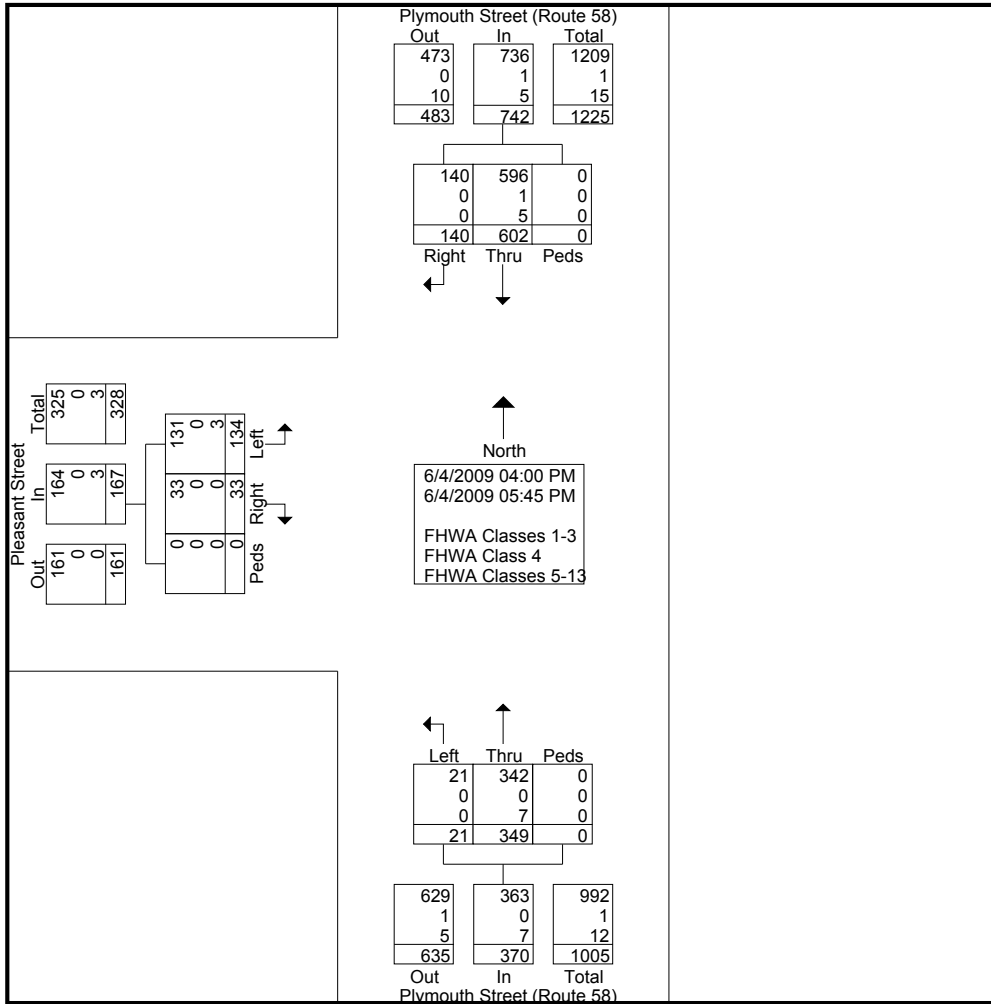 Plymouth Street (Route 58)
Out In Total
473 736 1209
0 1 1
10 5 15
483 742 1225
140 596 0
0 1 0
0 5 0
140 602 0
Right Thru Peds
Pleasant Street
Out In Total
161 164 325
0 0 0
0 3 3
161 167 328
0 33 131
0 0 0
0 0 3
0 33 134
Peds Right Left
North
6/4/2009 04:00 PM
6/4/2009 05:45 PM
FHWA Classes 1-3
FHWA Class 4
FHWA Classes 5-13
Left Thru Peds
21 342 0
0 0 0
0 7 0
21 349 0
629 363 992
1 0 1
5 7 12
635 370 1005
Out In Total
Plymouth Street (Route 58)